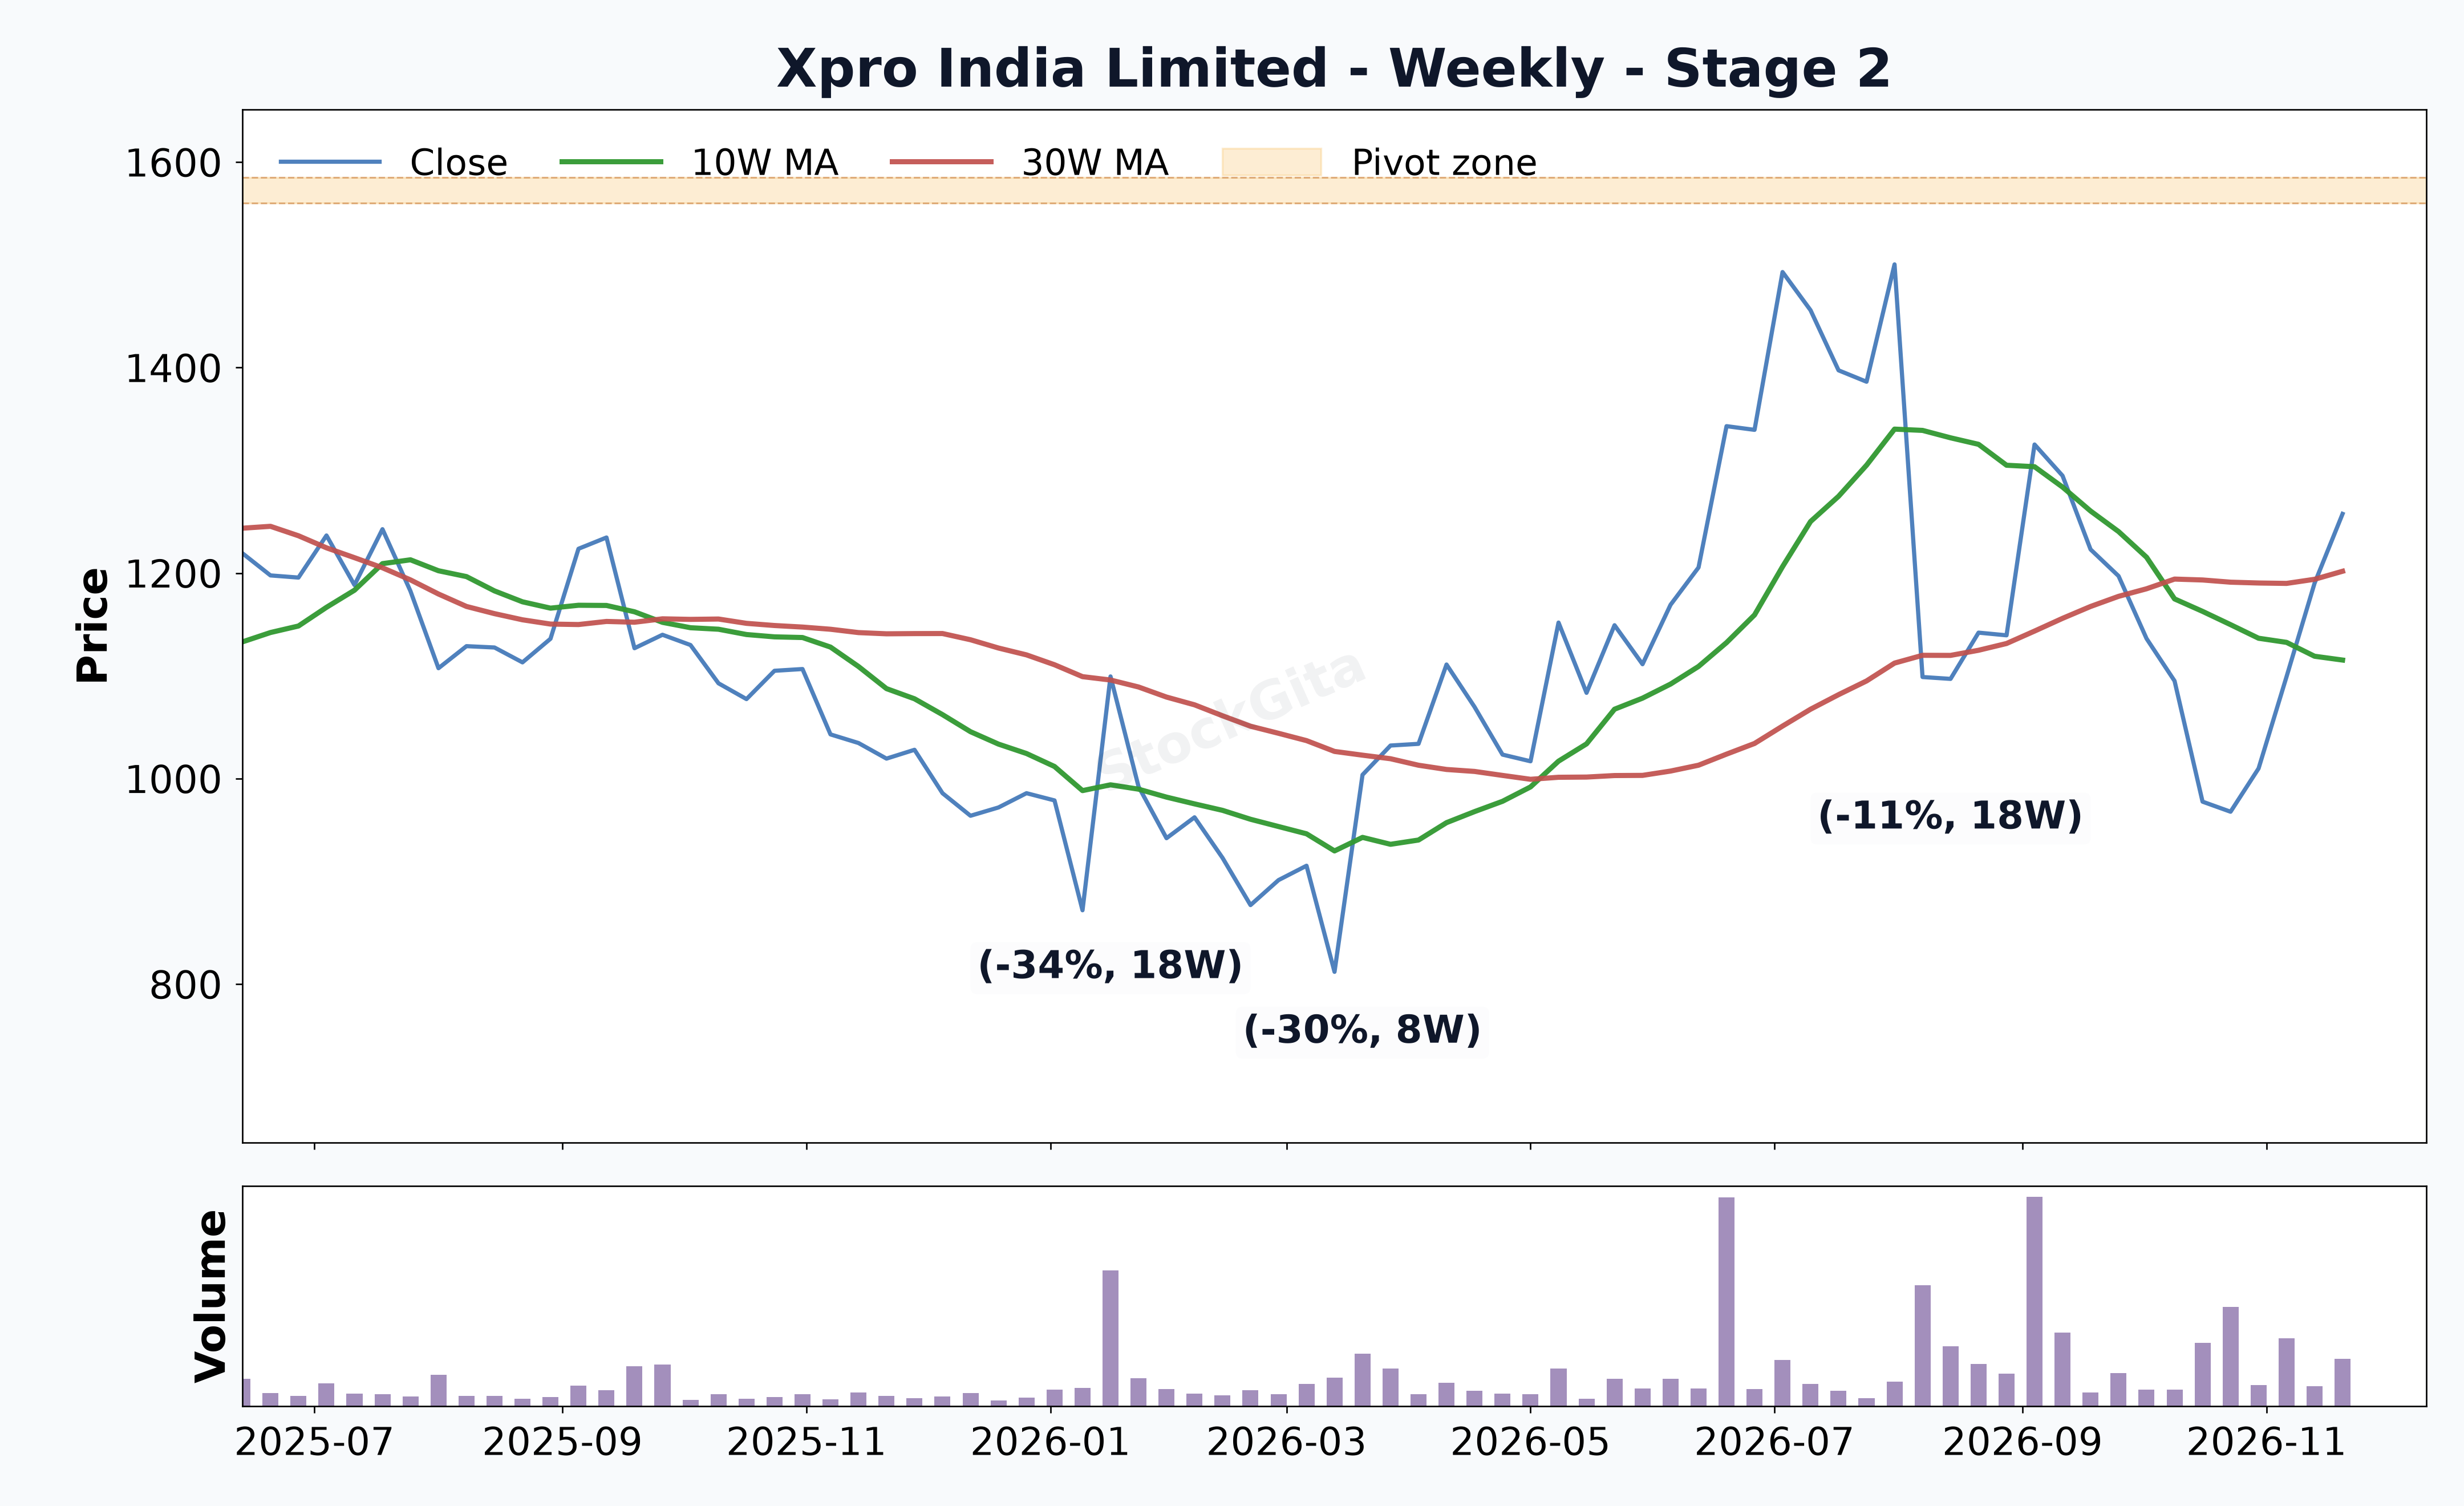 Xpro India Limited - Weekly - Stage 2
Close 10W MA 30W MA Pivot zone
1600
1400
1200
1000
800
Price
StockGita
(-11%, 18W)
(-34%, 18W)
(-30%, 8W)
Volume
2025-07 2025-09 2025-11 2026-01 2026-03 2026-05 2026-07 2026-09 2026-11